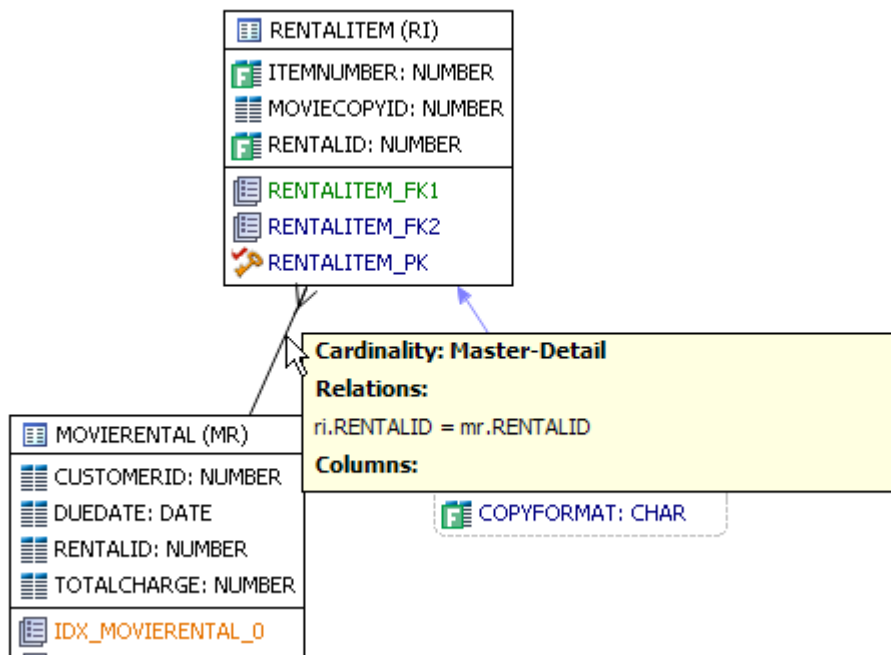 RENTALITEM (RI)
ITEMNUMBER: NUMBER
MOVIECOPYID: NUMBER
RENTALID: NUMBER
RENTALITEM_FK1
RENTALITEM_FK2
RENTALITEM_PK
Cardinality: Master-Detail
Relations:
ri.RENTALID = mr.RENTALID
Columns:
MOVIERENTAL (MR)
CUSTOMERID: NUMBER
DUEDATE: DATE
RENTALID: NUMBER
TOTALCHARGE: NUMBER
IDX_MOVIERENTAL_0
COPYFORMAT: CHAR